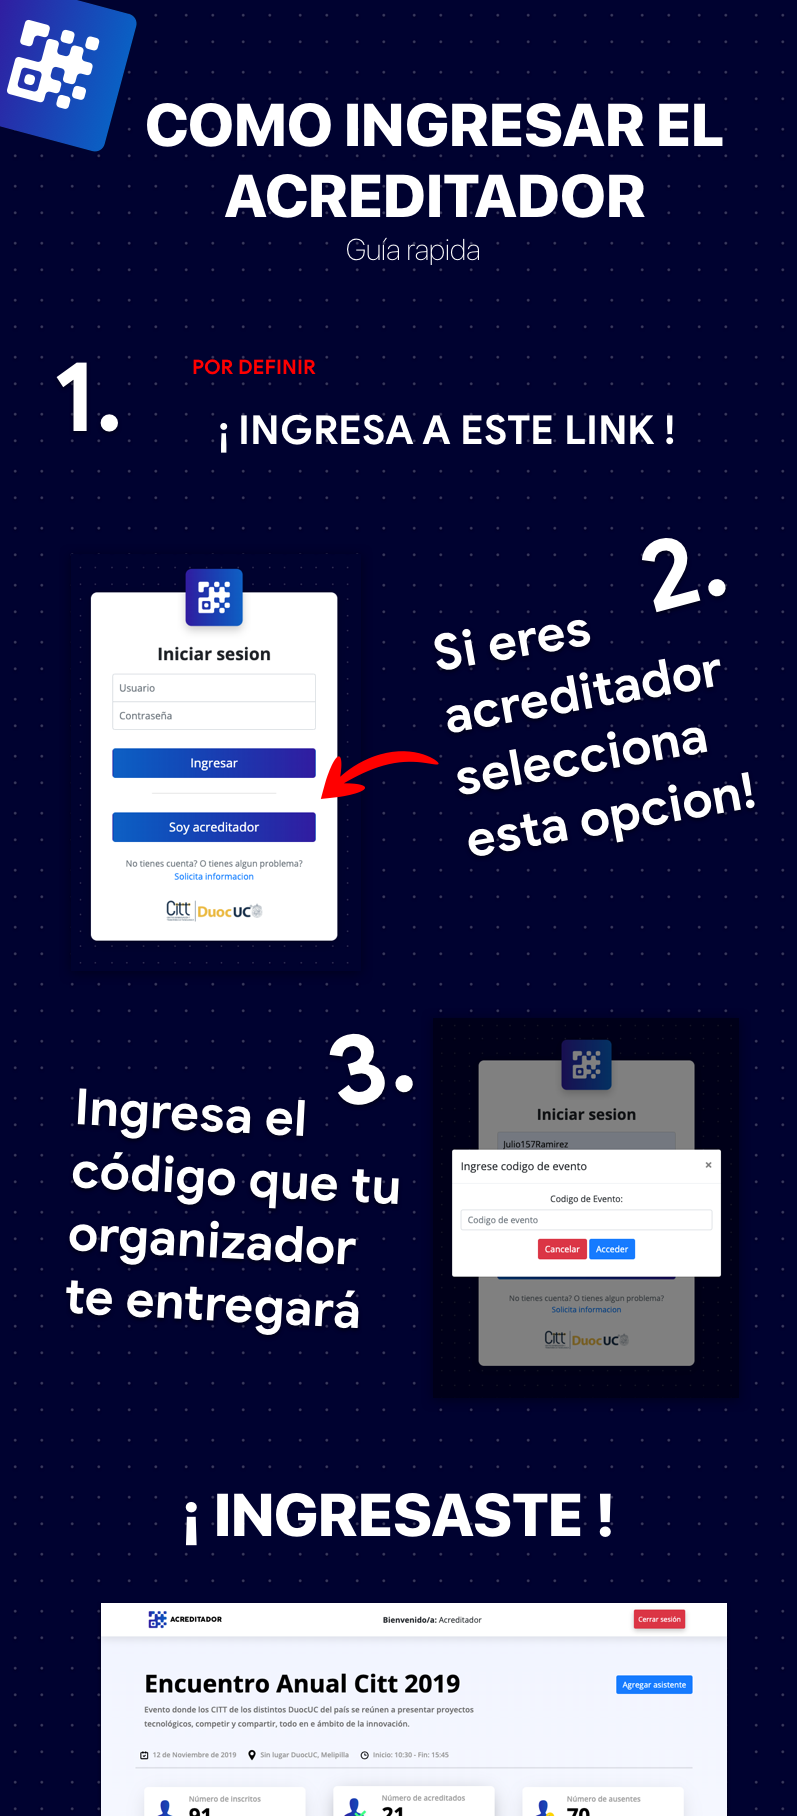 COMO INGRESAR EL
ACREDITADOR
Guía rapida
1.
POR DEFINIR
¡ INGRESA A ESTE LINK !
2.
Si eres
acreditador
selecciona
esta opcion!
Iniciar sesion
Usuario
Contraseña
Ingresar
Soy acreditador
No tienes cuenta? O tienes algun problema?
Solicita informacion
Citt DuocUC
3.
Ingresa el
código que tu
organizador
te entregará
Iniciar sesion
Julio157Ramirez
Ingrese codigo de evento ×
Codigo de Evento:
Codigo de evento
Cancelar Acceder
No tienes cuenta? O tienes algun problema?
Solicita informacion
Citt DuocUC
¡ INGRESASTE !
ACREDITADOR Bienvenido/a: Acreditador Cerrar sesión
Encuentro Anual Citt 2019 Agregar asistente
Evento donde los CITT de los distintos DuocUC del país se reúnen a presentar proyectos
tecnológicos, competir y compartir, todo en e ámbito de la innovación.
12 de Noviembre de 2019 Sin lugar DuocUC, Melipilla Inicio: 10:30 - Fin: 15:45
Número de inscritos Número de acreditados Número de ausentes
91 21 70